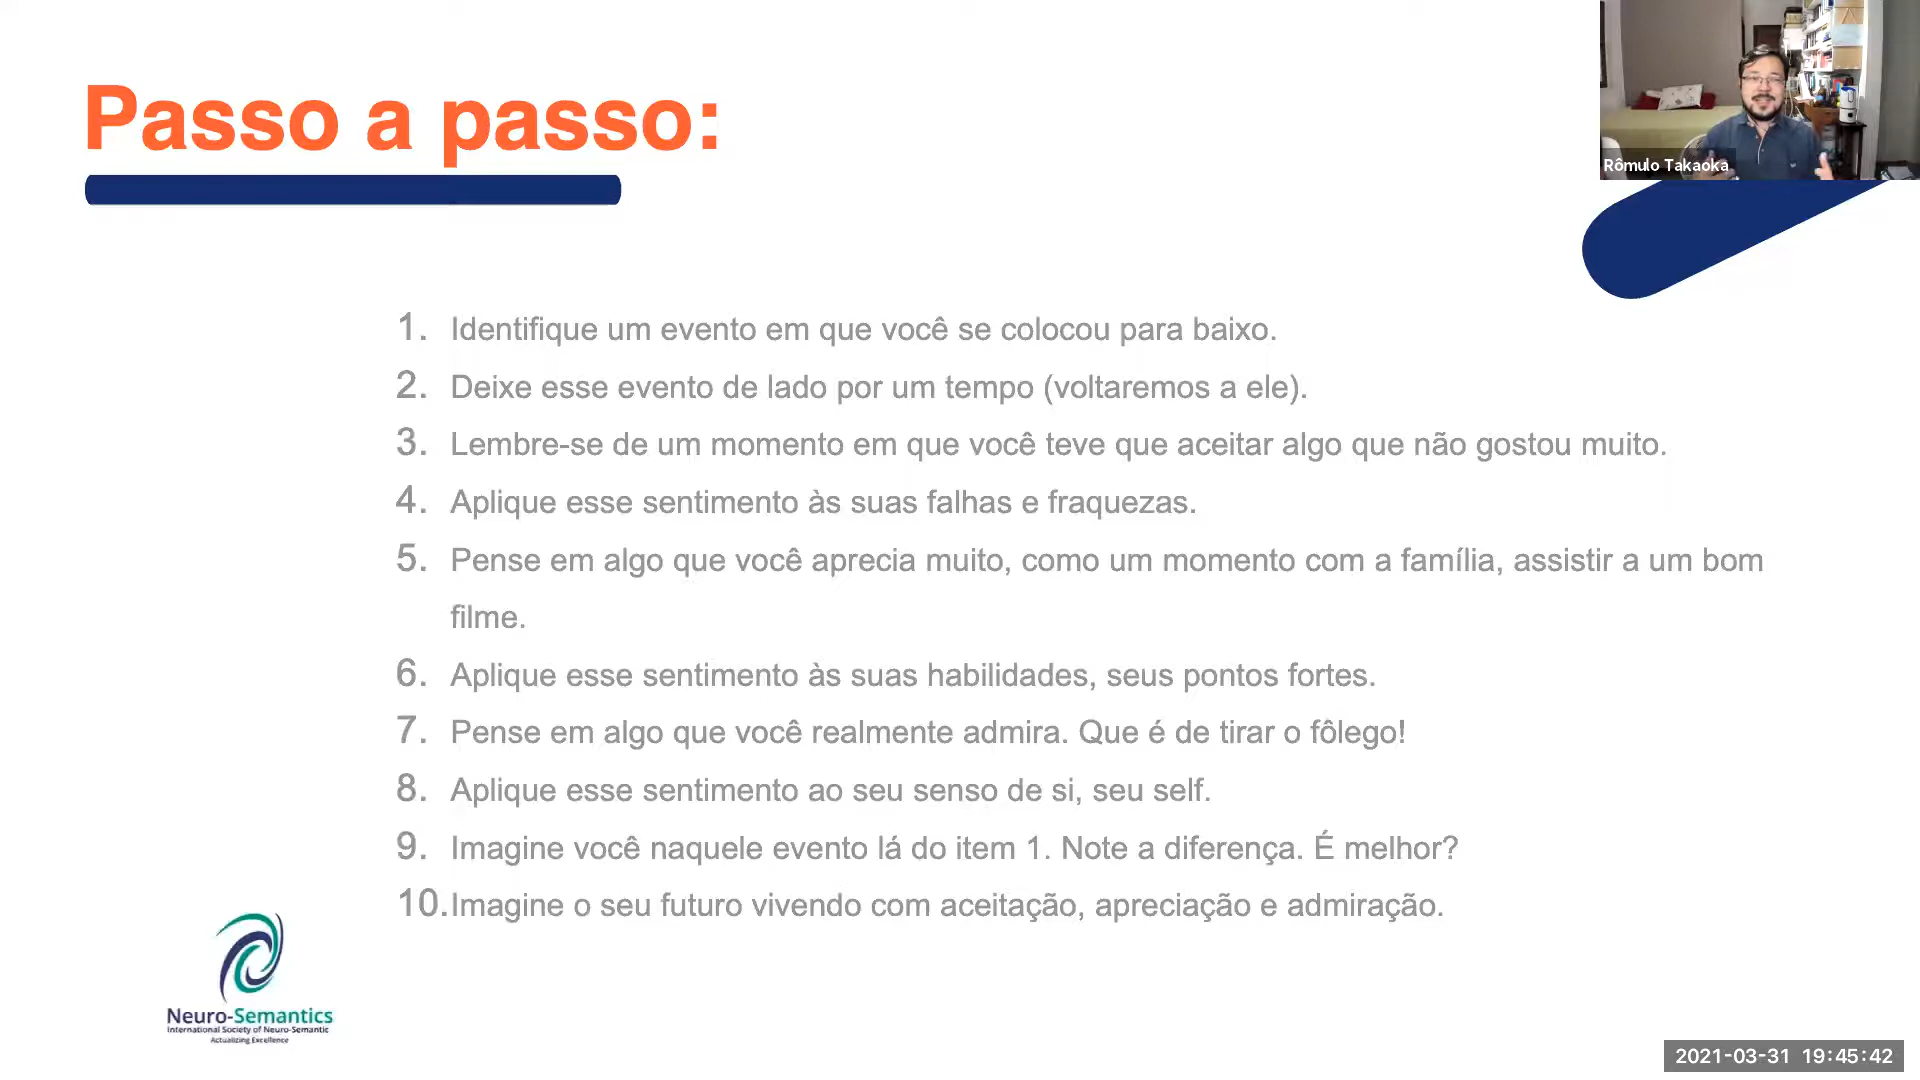 Passo a passo:
Rômulo Takaoka
1. Identifique um evento em que você se colocou para baixo.
2. Deixe esse evento de lado por um tempo (voltaremos a ele).
3. Lembre-se de um momento em que você teve que aceitar algo que não gostou muito.
4. Aplique esse sentimento às suas falhas e fraquezas.
5. Pense em algo que você aprecia muito, como um momento com a família, assistir a um bom
filme.
6. Aplique esse sentimento às suas habilidades, seus pontos fortes.
7. Pense em algo que você realmente admira. Que é de tirar o fôlego!
8. Aplique esse sentimento ao seu senso de si, seu self.
9. Imagine você naquele evento lá do item 1. Note a diferença. É melhor?
10. Imagine o seu futuro vivendo com aceitação, apreciação e admiração.
Neuro-Semantics
International Society of Neuro-Semantic
Actualizing Excellence
2021-03-31 19:45:42